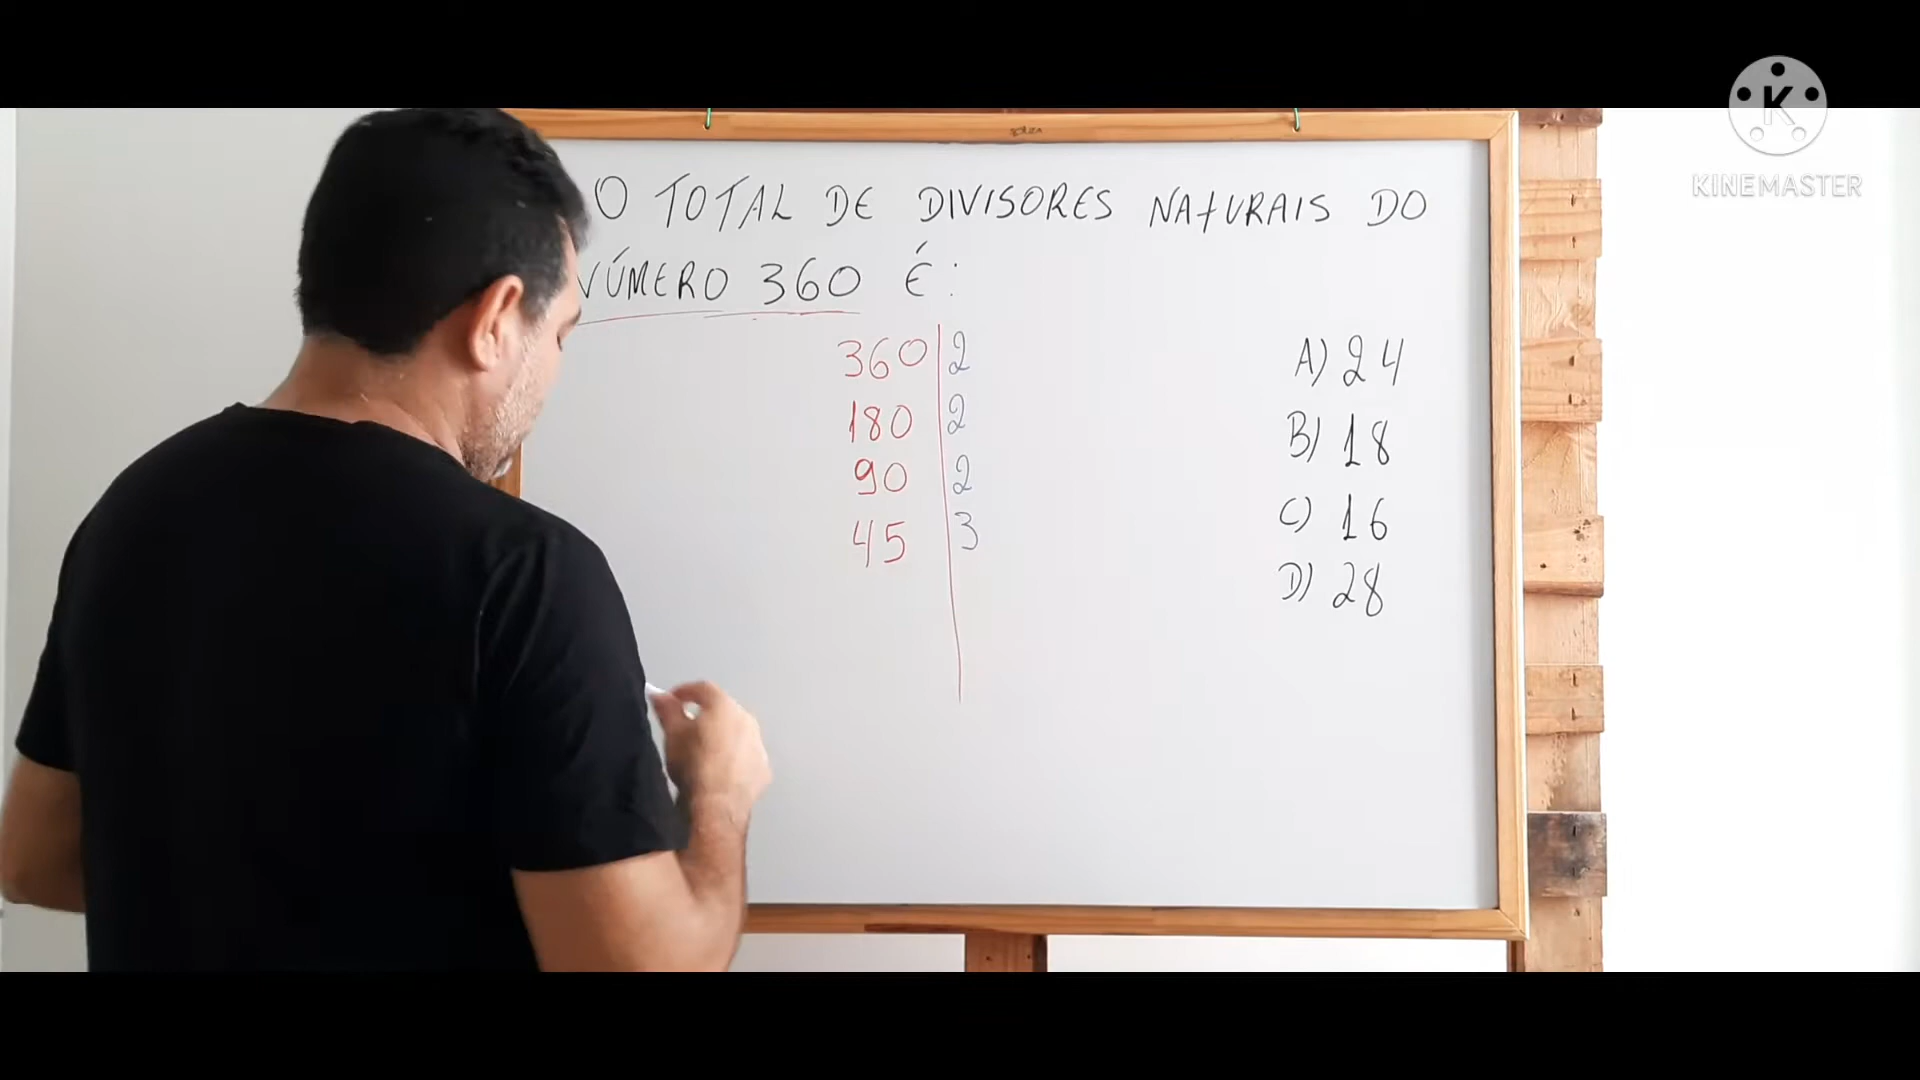 O TOTAL DE DIVISORES NATURAIS DO
NÚMERO 360 É:
360 2
180 2
90 2
45 3
A) 24
B) 18
C) 16
D) 28
K
KINEMASTER